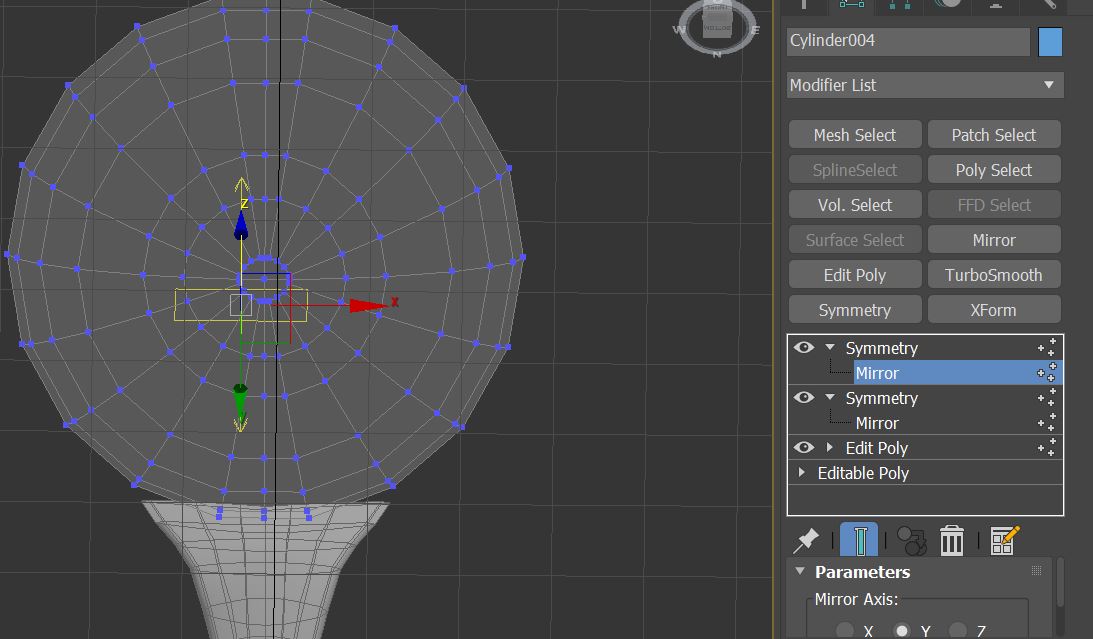 W E
N
Cylinder004
Modifier List
Mesh Select Patch Select
SplineSelect Poly Select
Vol. Select FFD Select
Surface Select Mirror
Edit Poly TurboSmooth
Symmetry XForm
Z
X
Symmetry
Mirror
Symmetry
Mirror
Edit Poly
Editable Poly
Parameters
Mirror Axis:
X Y Z